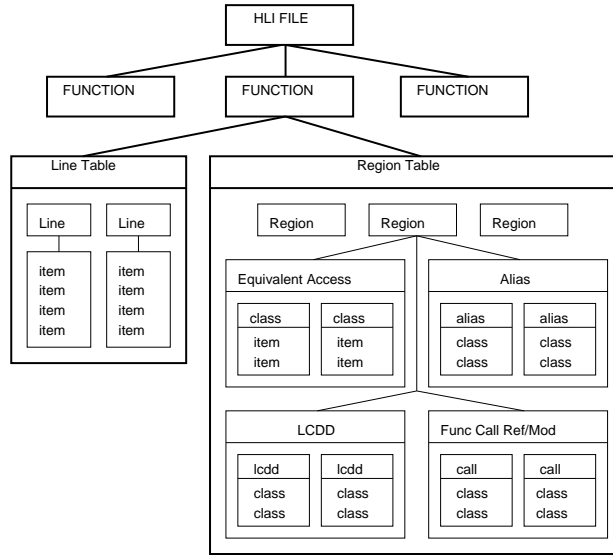 HLI FILE
FUNCTION FUNCTION FUNCTION
Line Table
Line Line
item item
item item
item item
item item
Region Table
Region Region Region
Equivalent Access
class class
item item
item item
Alias
alias alias
class class
class class
LCDD
lcdd lcdd
class class
class class
Func Call Ref/Mod
call call
class class
class class